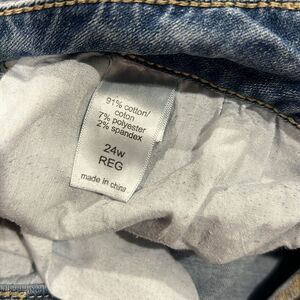 91% cotton/
coton
7% polyester
2% spandex
24w
REG
made in china